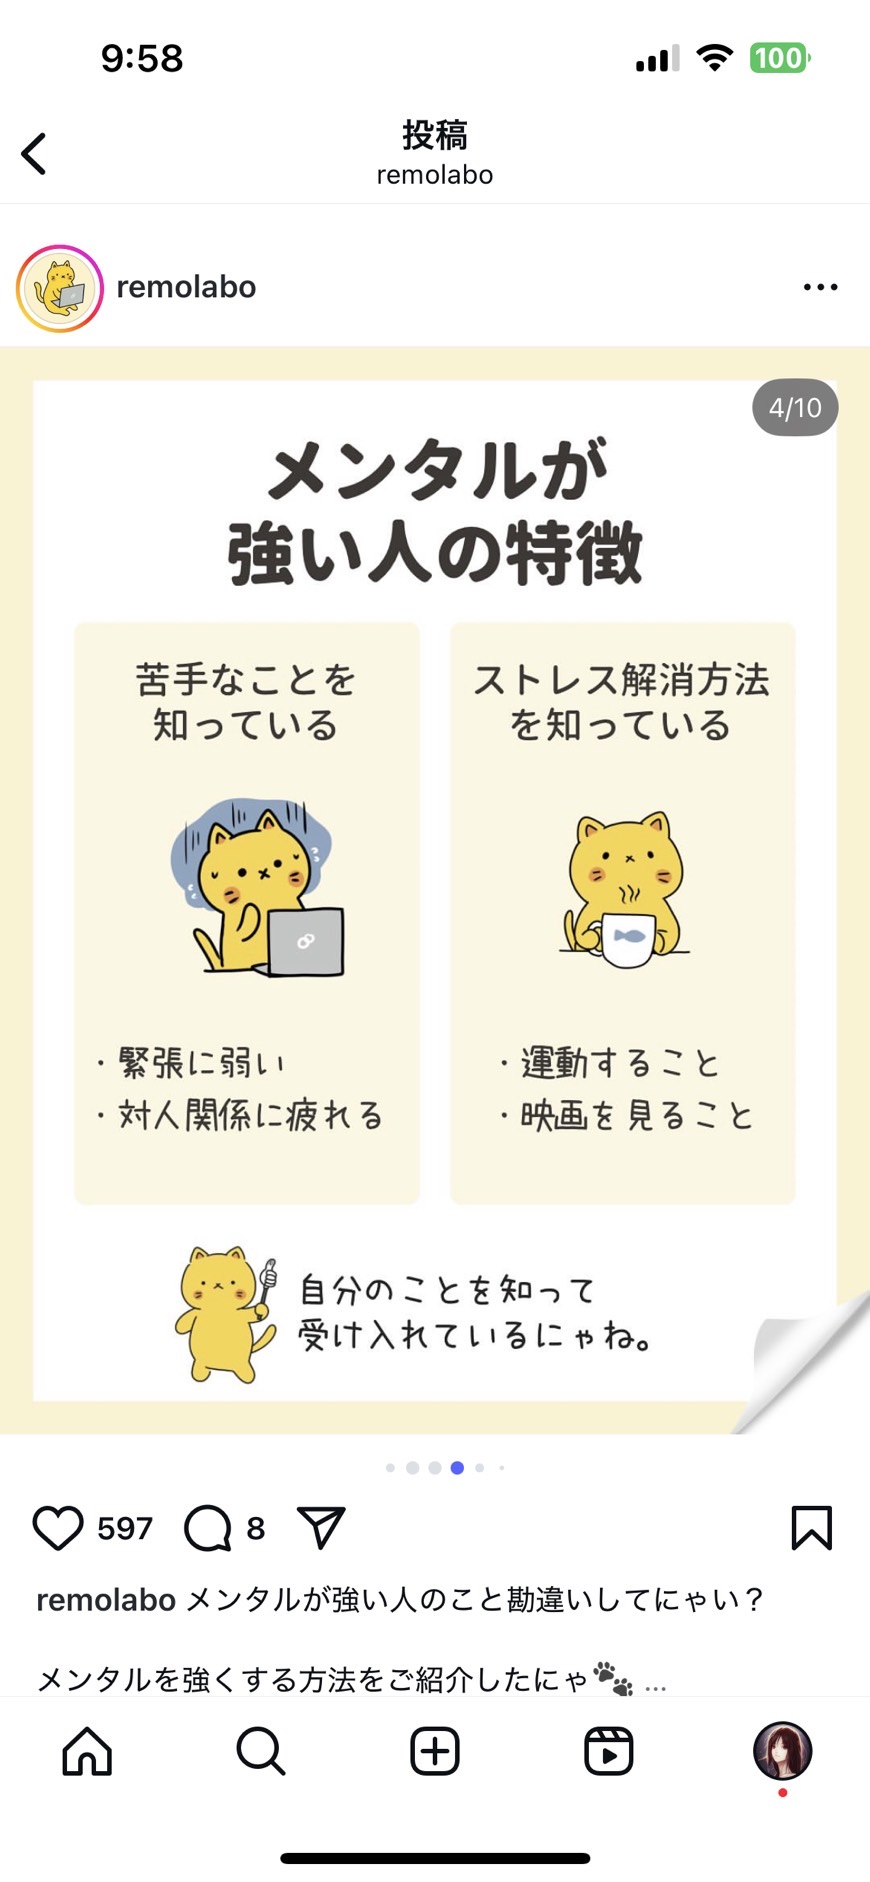 9:58
100
投稿
remolabo
remolabo
4/10
メンタルが
強い人の特徴
苦手なことを
知っている
・緊張に弱い
・対人関係に疲れる
ストレス解消方法
を知っている
・運動すること
・映画を見ること
自分のことを知って
受け入れているにゃね。
597
8
remolabo メンタルが強い人のこと勘違いしてにゃい？
メンタルを強くする方法をご紹介したにゃ🐾 ...